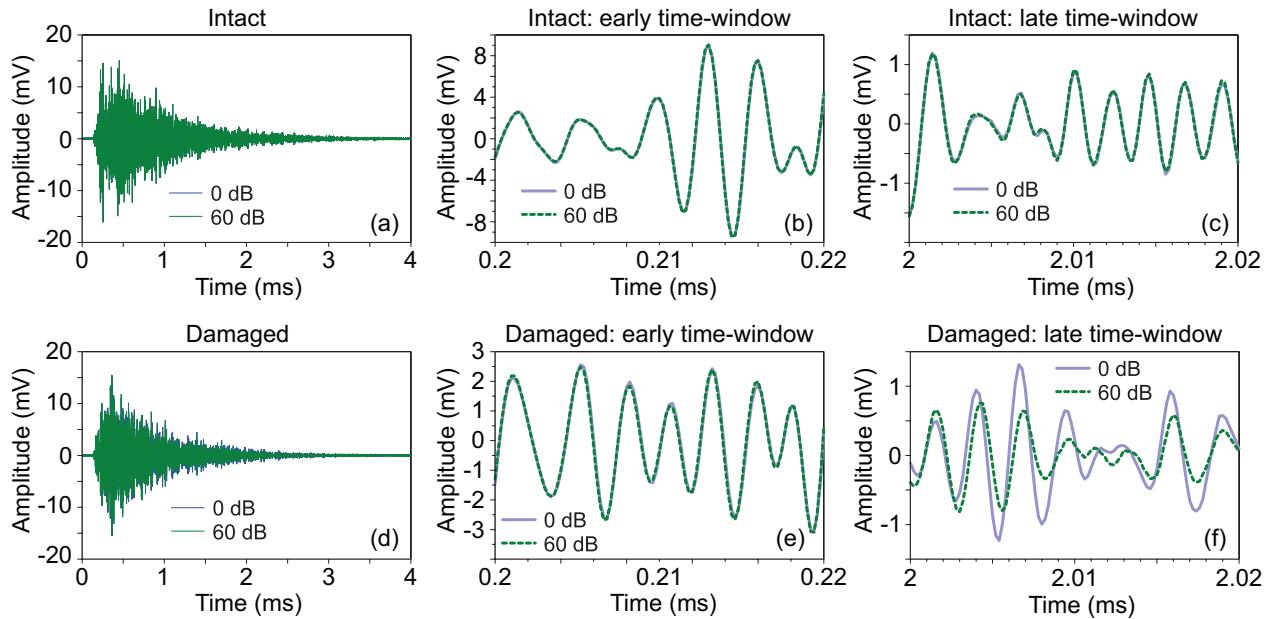 Intact
Amplitude (mV)
20
10
0
-10
-20
0 dB
60 dB
(a)
0
1
2
3
4
Time (ms)
Intact: early time-window
Amplitude (mV)
8
4
0
-4
-8
0 dB
60 dB
(b)
0.2
0.21
0.22
Time (ms)
Intact: late time-window
Amplitude (mV)
1
0
-1
0 dB
60 dB
(c)
2
2.01
2.02
Time (ms)
Damaged
Amplitude (mV)
20
10
0
-10
-20
0 dB
60 dB
(d)
0
1
2
3
4
Time (ms)
Damaged: early time-window
Amplitude (mV)
3
2
1
0
-1
-2
-3
0 dB
60 dB
(e)
0.2
0.21
0.22
Time (ms)
Damaged: late time-window
Amplitude (mV)
1
0
-1
0 dB
60 dB
(f)
2
2.01
2.02
Time (ms)